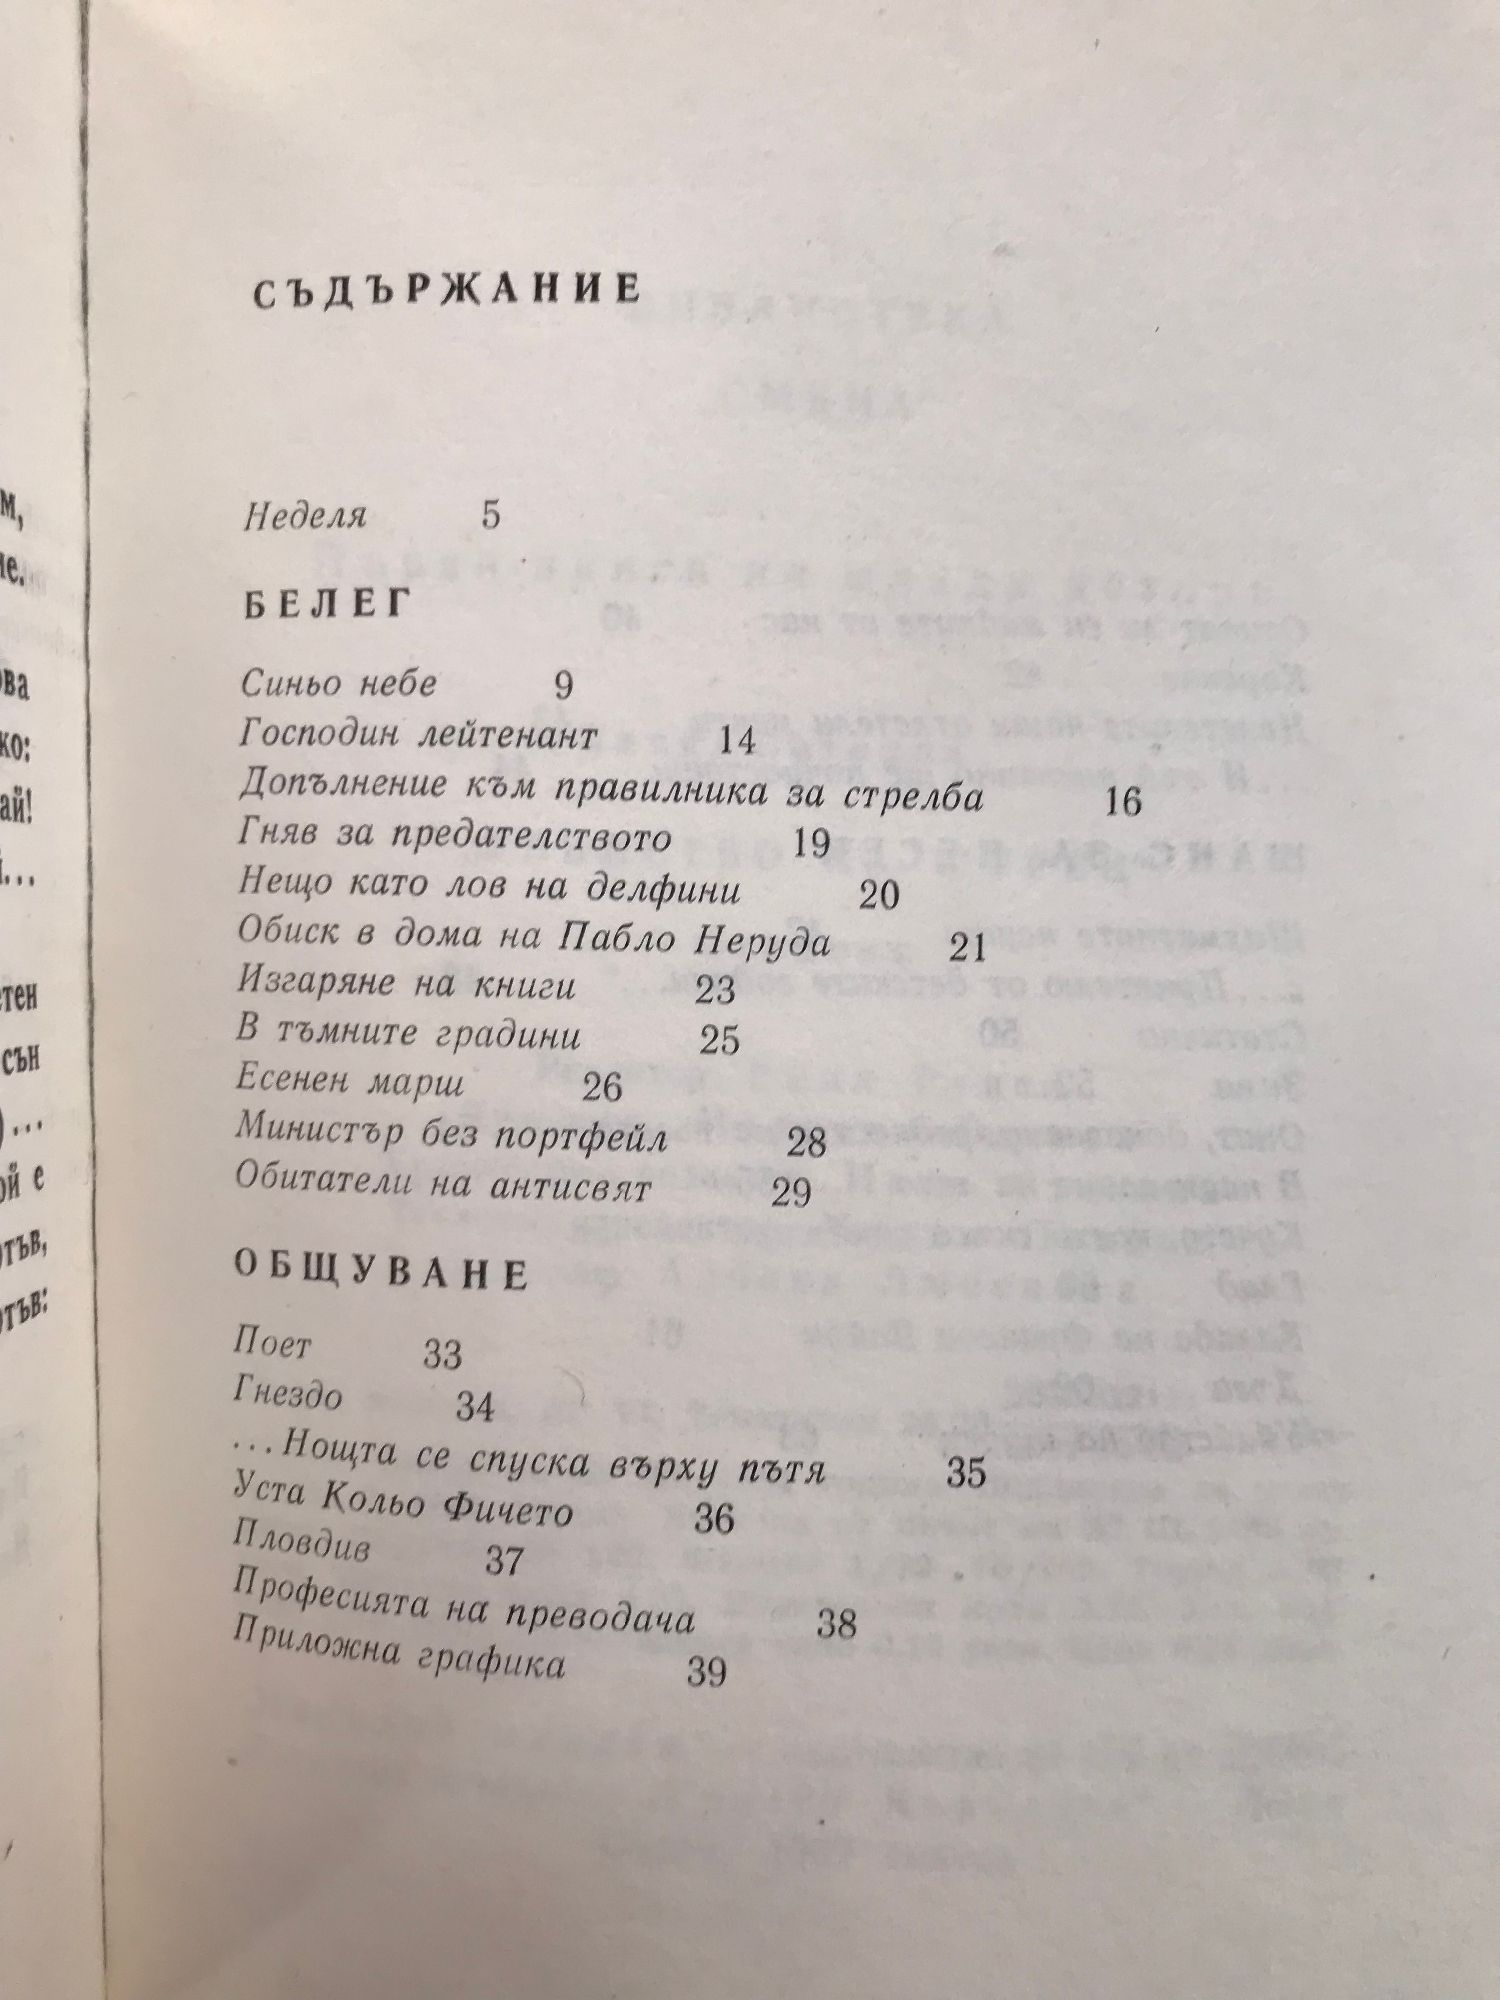 СЪДЪРЖАНИЕ
Неделя 5
БЕЛЕГ
Синьо небе 9
Господин лейтенант 14
Допълнение към правилника за стрелба 16
Гняв за предателството 19
Нещо като лов на делфини 20
Обиск в дома на Пабло Неруда 21
Изгаряне на книги 23
В тъмните градини 25
Есенен марш 26
Министър без портфейл 28
Обитатели на антисвят 29
ОБЩУВАНЕ
Поет 33
Гнездо 34
...Нощта се спуска върху пътя 35
Уста Кольо Фичето 36
Пловдив 37
Професията на преводача 38
Приложна графика 39